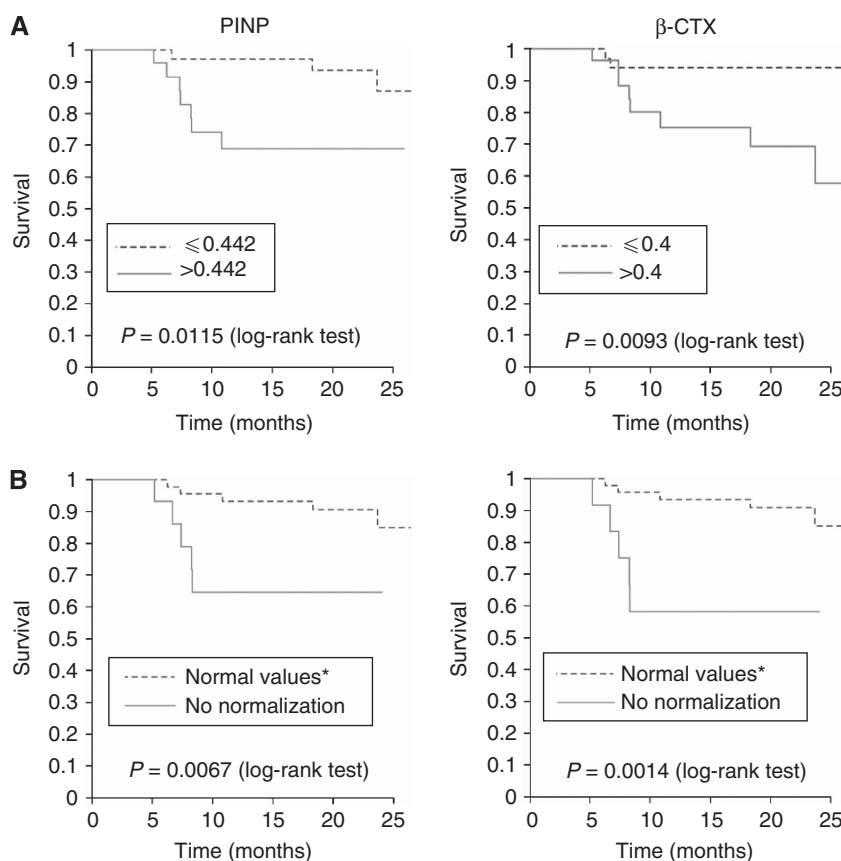 A
PINP
1
0.9
0.8
0.7
0.6
0.5
0.4
0.3
0.2
0.1
0
Survival
⩽0.442
>0.442
P = 0.0115 (log-rank test)
0 5 10 15 20 25
Time (months)
β-CTX
1
0.9
0.8
0.7
0.6
0.5
0.4
0.3
0.2
0.1
0
Survival
⩽0.4
>0.4
P = 0.0093 (log-rank test)
0 5 10 15 20 25
Time (months)
B
1
0.9
0.8
0.7
0.6
0.5
0.4
0.3
0.2
0.1
0
Survival
Normal values*
No normalization
P = 0.0067 (log-rank test)
0 5 10 15 20 25
Time (months)
1
0.9
0.8
0.7
0.6
0.5
0.4
0.3
0.2
0.1
0
Survival
Normal values*
No normalization
P = 0.0014 (log-rank test)
0 5 10 15 20 25
Time (months)